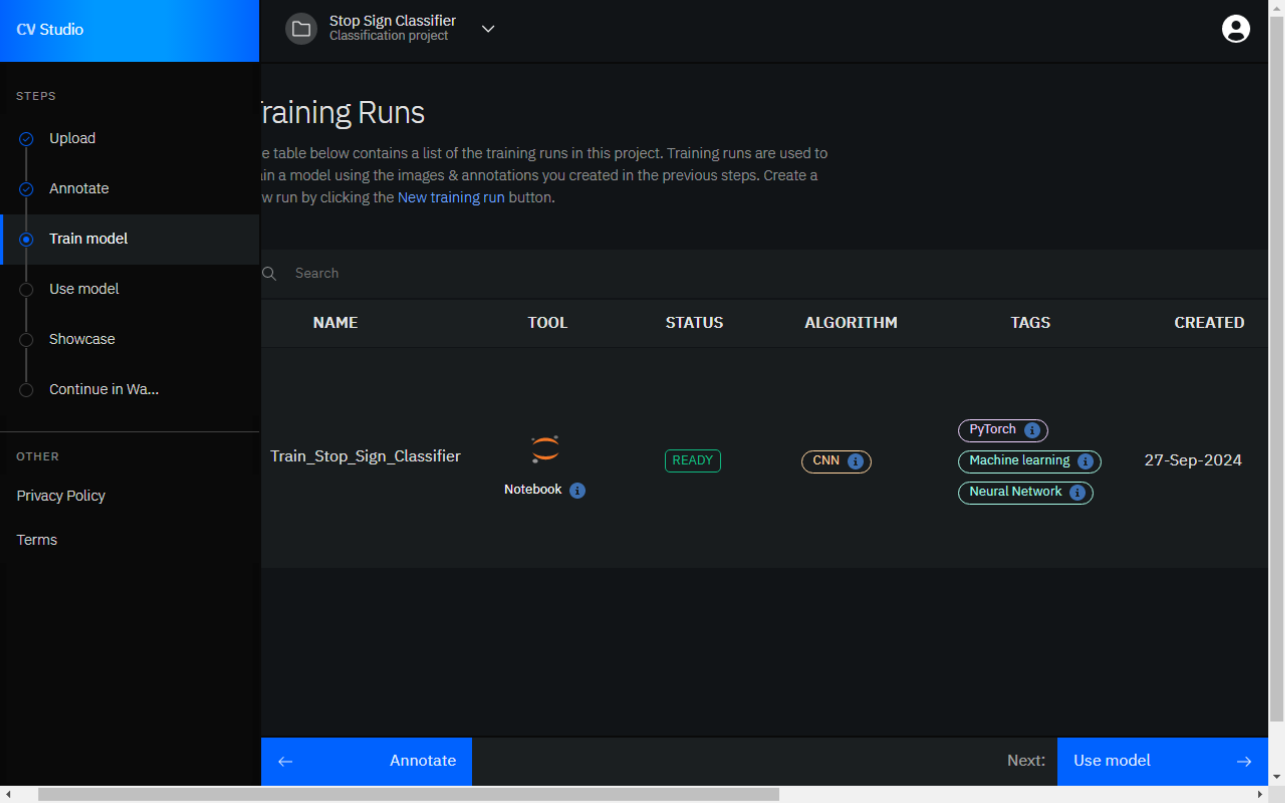 CV Studio
Stop Sign Classifier
Classification project
STEPS
Upload
Annotate
Train model
Use model
Showcase
Continue in Wa...
OTHER
Privacy Policy
Terms
raining Runs
e table below contains a list of the training runs in this project. Training runs are used to
in a model using the images & annotations you created in the previous steps. Create a
w run by clicking the New training run button.
Search
NAME TOOL STATUS ALGORITHM TAGS CREATED
Train_Stop_Sign_Classifier
Notebook
READY
CNN
PyTorch
Machine learning
Neural Network
27-Sep-2024
Annotate
Next:
Use model